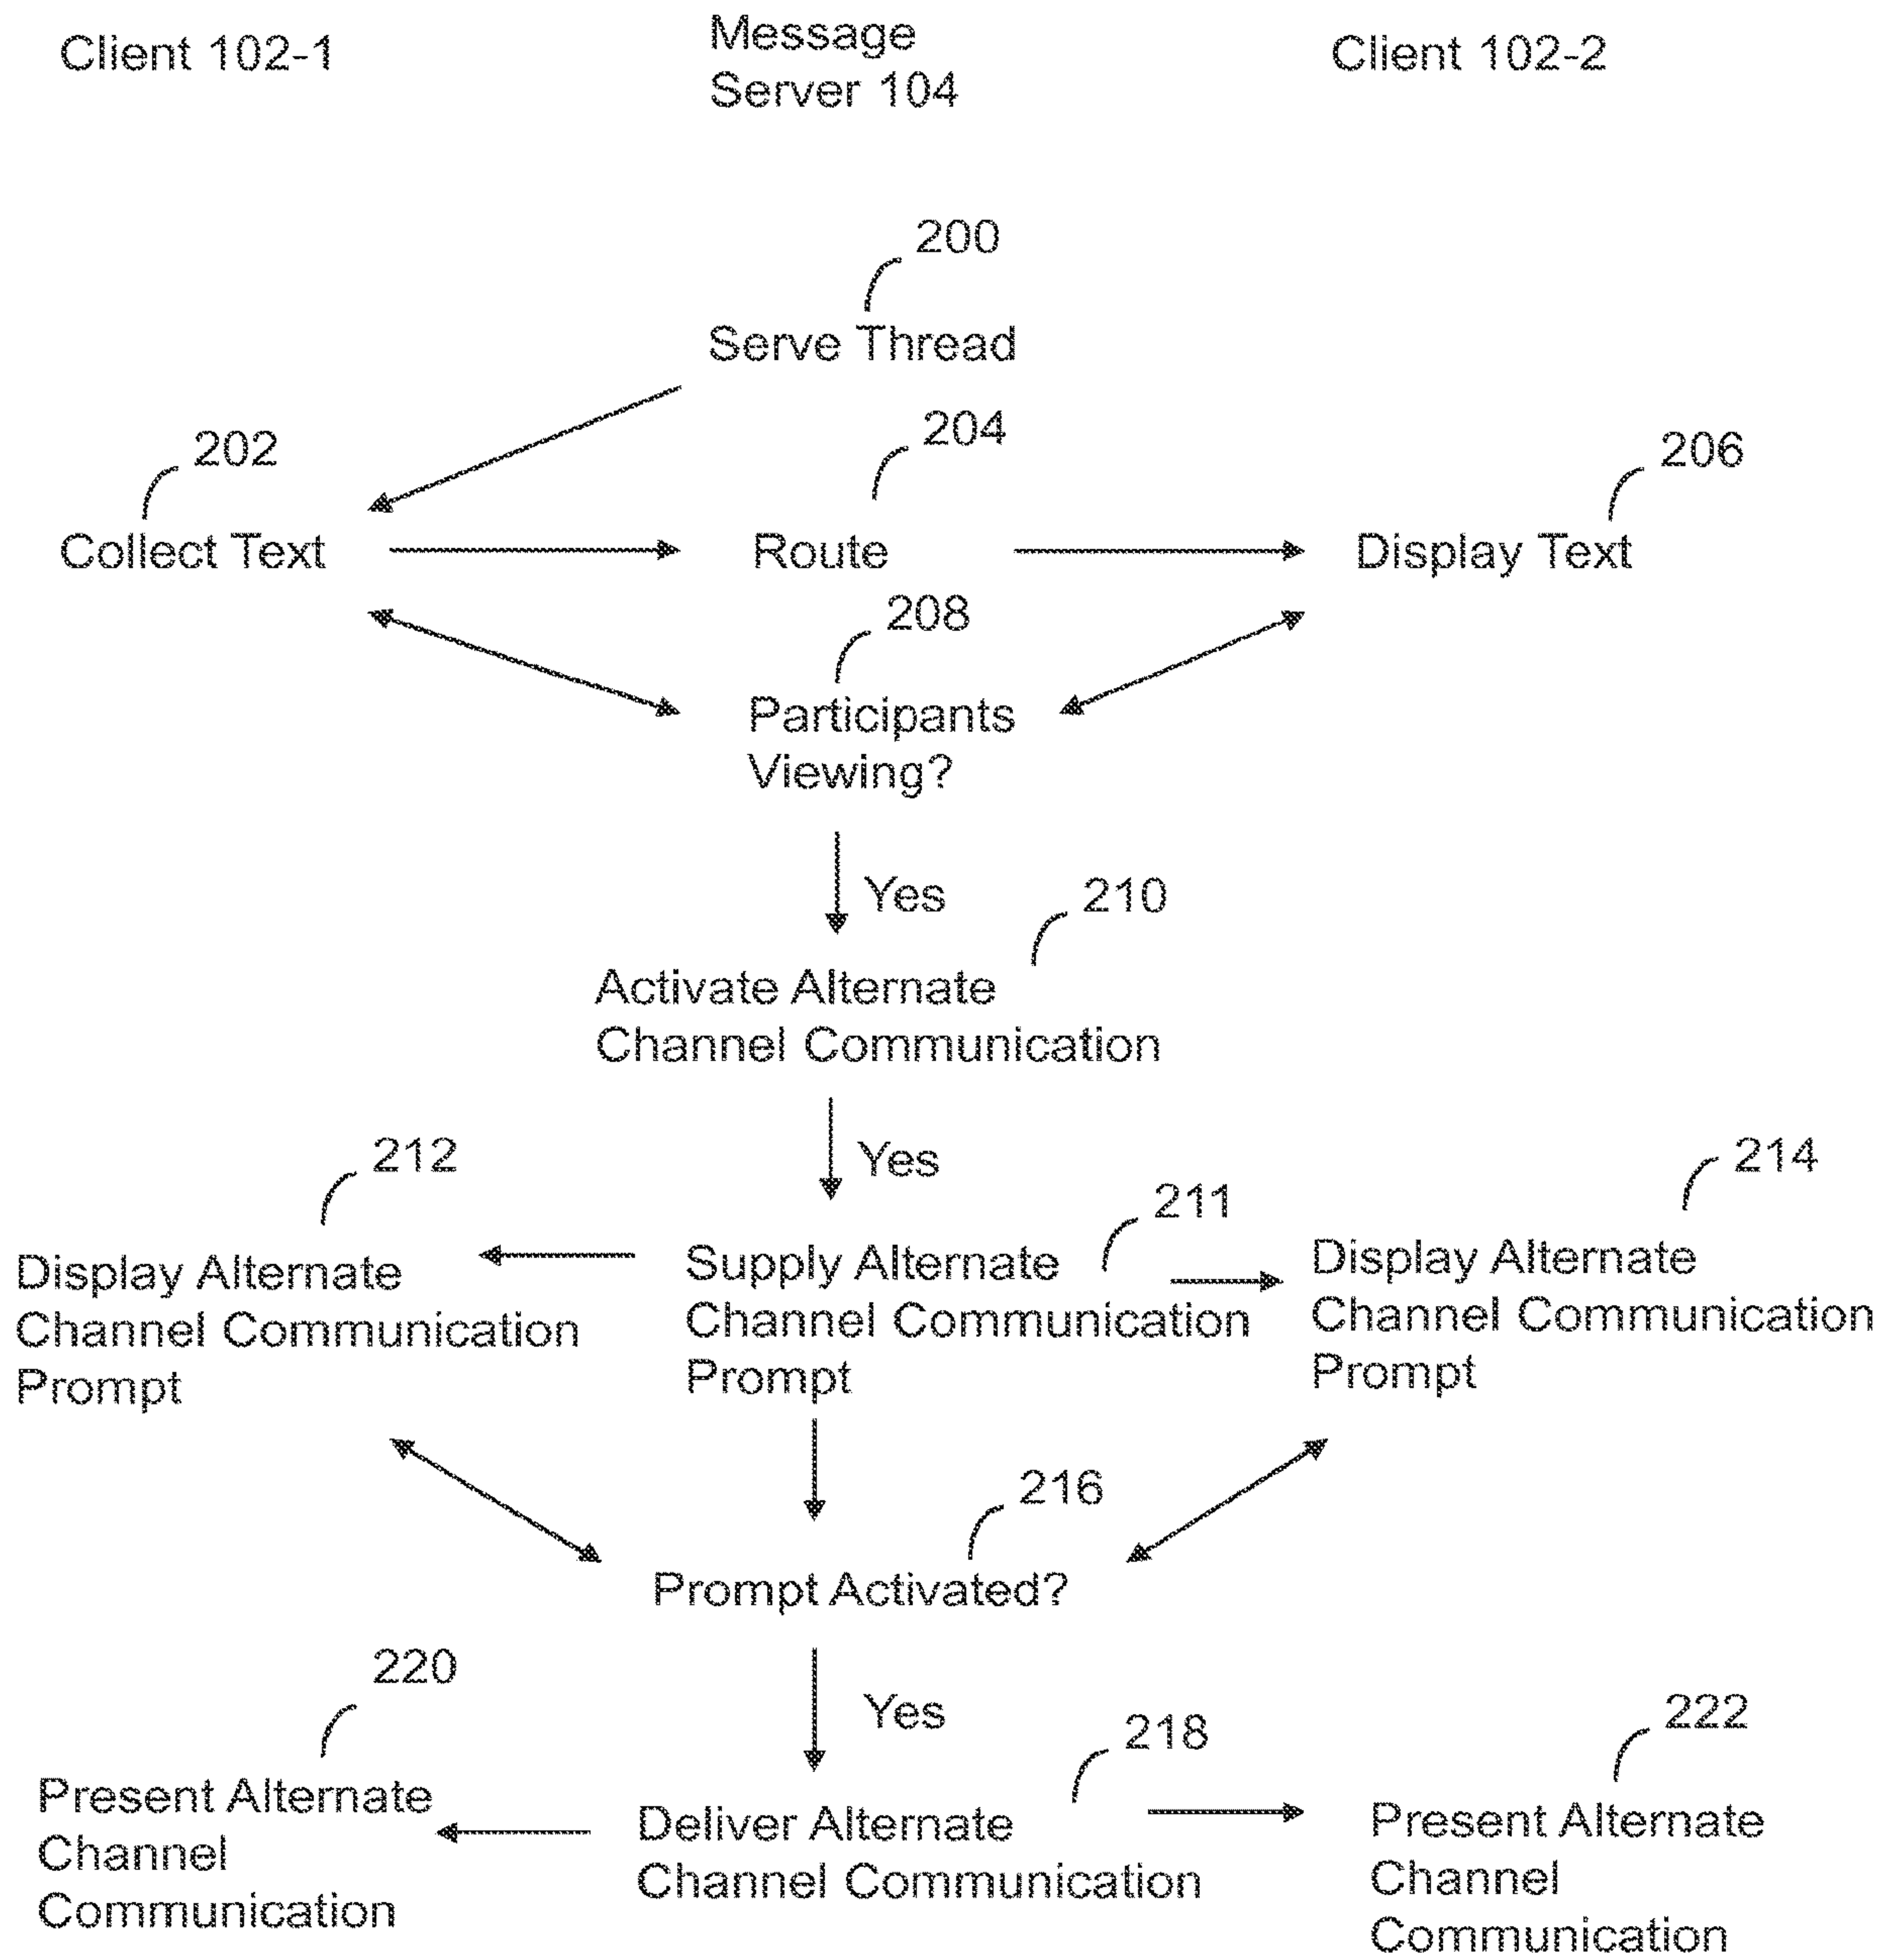 Client 102-1
Message
Server 104
Client 102-2
200
Serve Thread
202
204
206
Collect Text
Route
Display Text
208
Participants
Viewing?
Yes
210
Activate Alternate
Channel Communication
Yes
212
211
214
Display Alternate
Channel Communication
Prompt
Supply Alternate
Channel Communication
Prompt
Display Alternate
Channel Communication
Prompt
216
Prompt Activated?
Yes
220
218
222
Present Alternate
Channel
Communication
Deliver Alternate
Channel Communication
Present Alternate
Channel
Communication